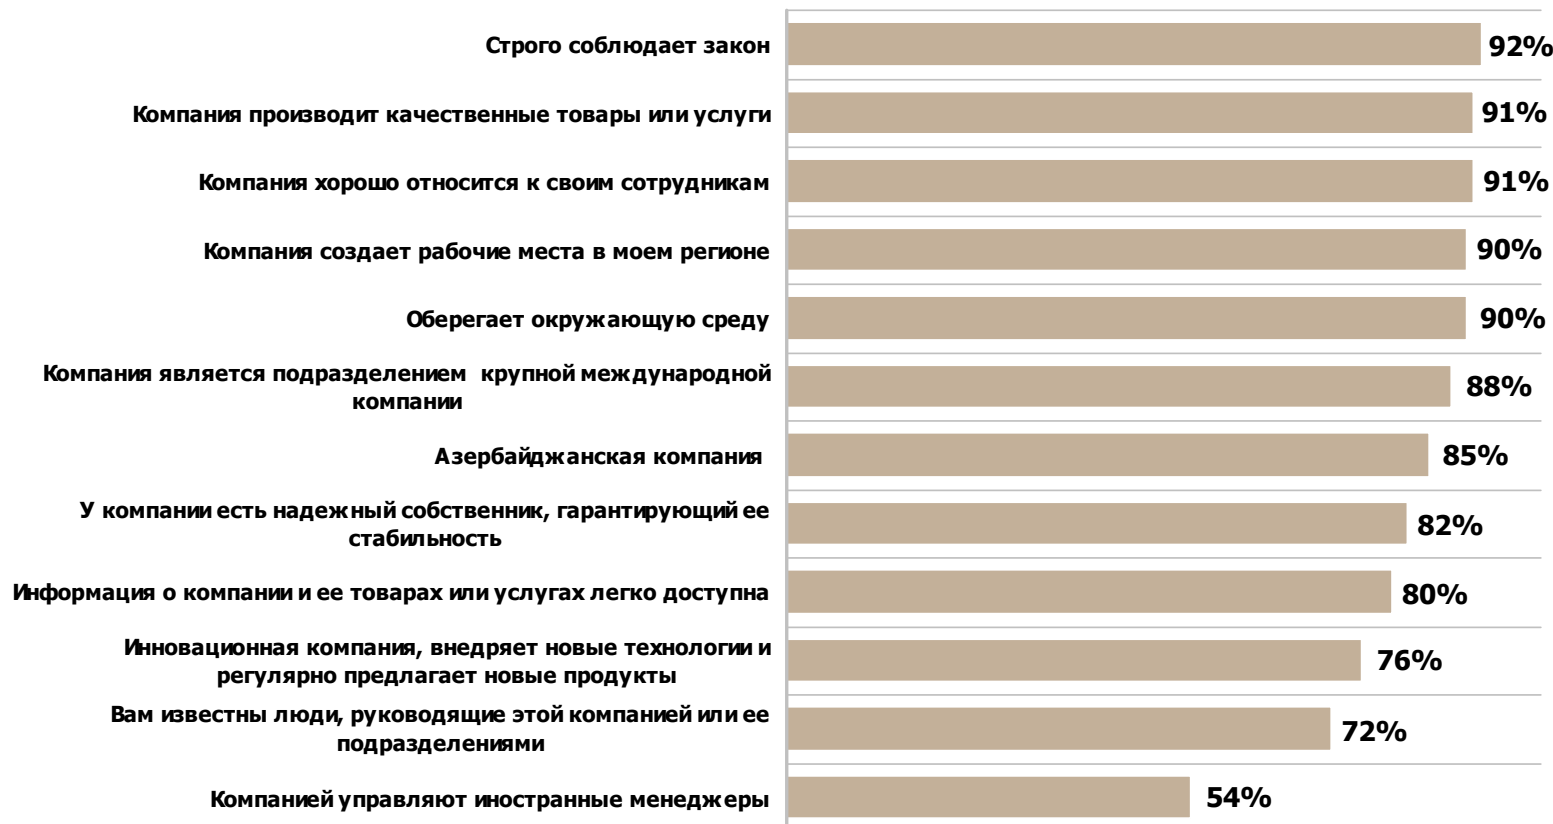 Строго соблюдает закон
92%
Компания производит качественные товары или услуги
91%
Компания хорошо относится к своим сотрудникам
91%
Компания создает рабочие места в моем регионе
90%
Оберегает окружающую среду
90%
Компания является подразделением крупной международной
компании
88%
Азербайджанская компания
85%
У компании есть надежный собственник, гарантирующий ее
стабильность
82%
Информация о компании и ее товарах или услугах легко доступна
80%
Инновационная компания, внедряет новые технологии и
регулярно предлагает новые продукты
76%
Вам известны люди, руководящие этой компанией или ее
подразделениями
72%
Компанией управляют иностранные менеджеры
54%